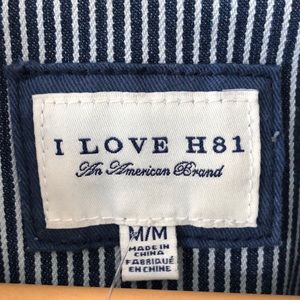 I LOVE H81
An American Brand
M/M
MADE IN
CHINA
FABRIQUÉ
EN CHINE